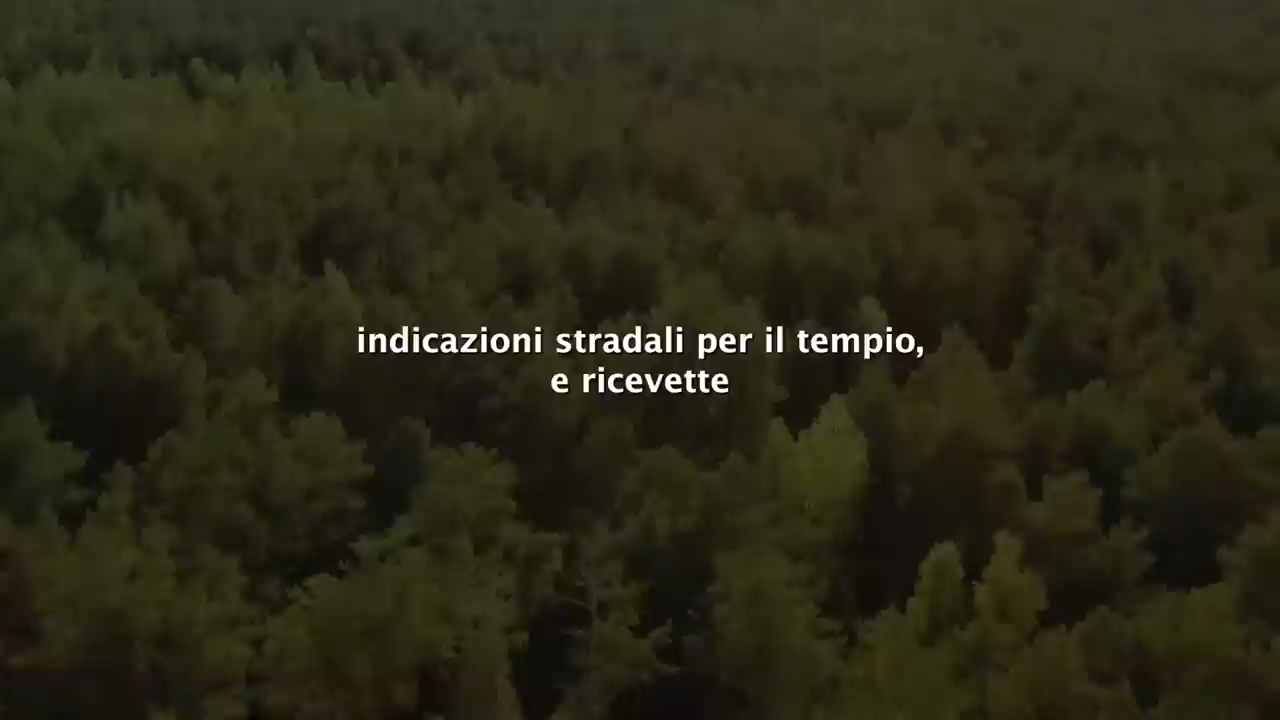 indicazioni stradali per il tempio,
e ricevette